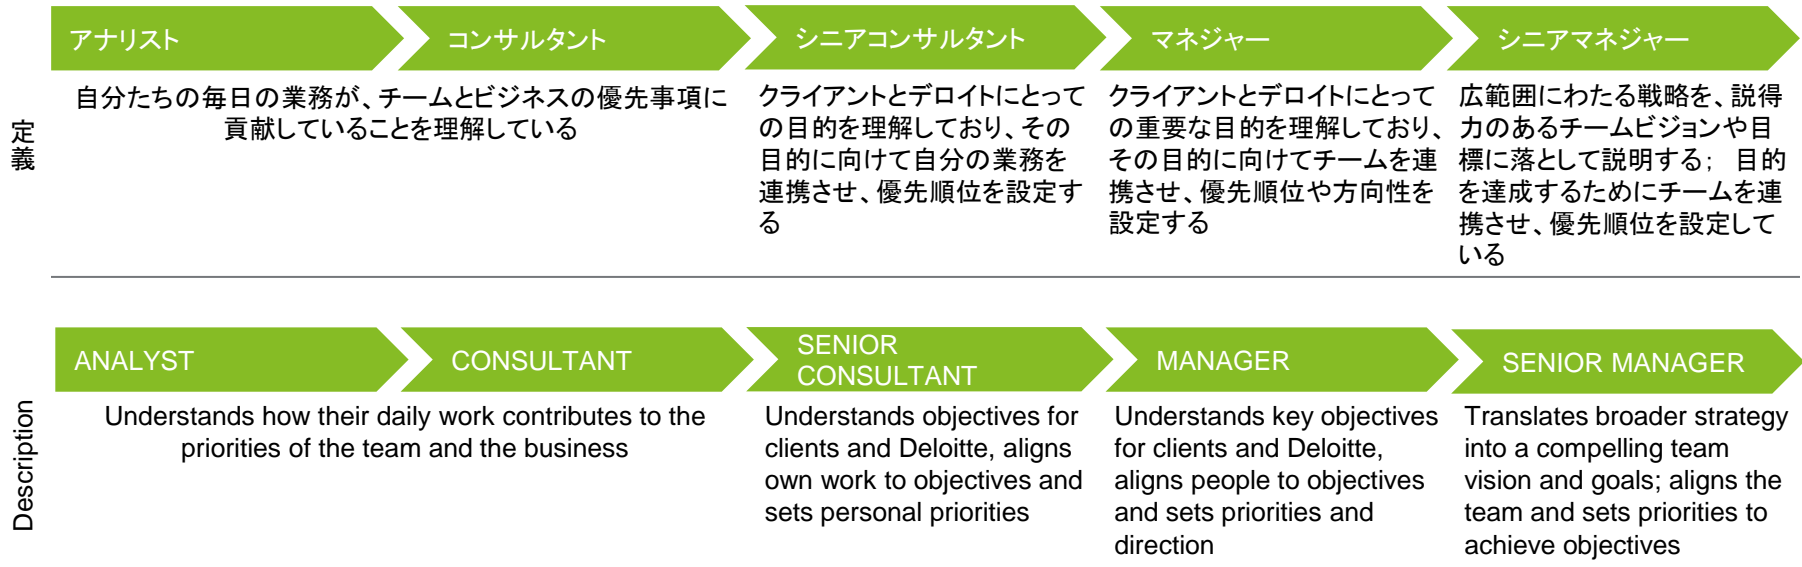 アナリスト
コンサルタント
シニアコンサルタント
マネジャー
シニアマネジャー
定義
自分たちの毎日の業務が、チームとビジネスの優先事項に
貢献していることを理解している
クライアントとデロイトにとって
の目的を理解しており、その
目的に向けて自分の業務を
連携させ、優先順位を設定す
る
クライアントとデロイトにとって
の重要な目的を理解しており、
その目的に向けてチームを連
携させ、優先順位や方向性を
設定する
広範囲にわたる戦略を、説得
力のあるチームビジョンや目
標に落として説明する； 目的
を達成するためにチームを連
携させ、優先順位を設定して
いる
ANALYST
CONSULTANT
SENIOR
CONSULTANT
MANAGER
SENIOR MANAGER
Description
Understands how their daily work contributes to the
priorities of the team and the business
Understands objectives for
clients and Deloitte, aligns
own work to objectives and
sets personal priorities
Understands key objectives
for clients and Deloitte,
aligns people to objectives
and sets priorities and
direction
Translates broader strategy
into a compelling team
vision and goals; aligns the
team and sets priorities to
achieve objectives